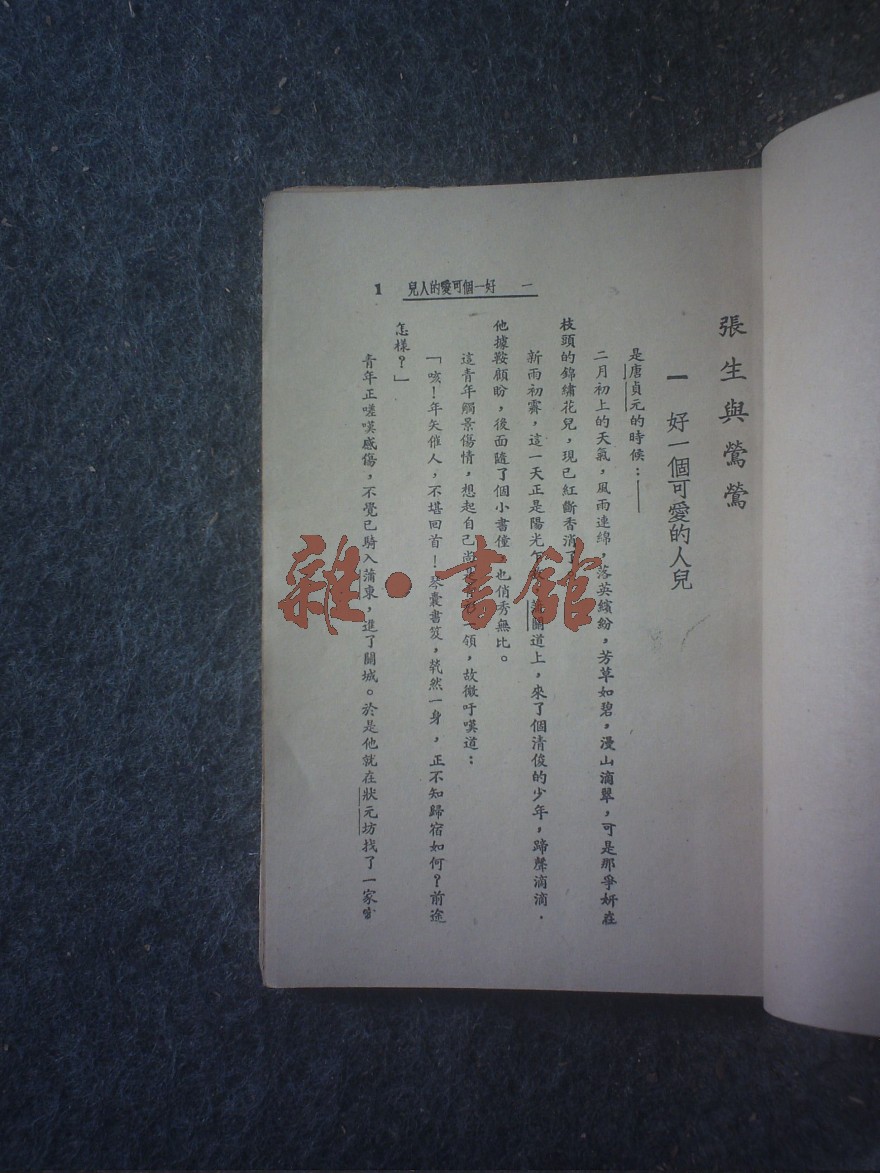 張生與鶯鶯
一 好一個可愛的人兒
是唐貞元的時候：——
二月初上的天氣，風雨連綿，落英繽紛，芳草如碧，漫山滴翠，可是那爭妍在
枝頭的錦繡花兒，現已紅斷香消了
新雨初霽，這一天正是陽光 關道上，來了個清俊的少年，蹄聲滴滴，
他據鞍顧盼，後面隨了個小書僮 也俏秀無比。
這青年觸景傷情，想起自己尚 一領，故微吁嘆道：
「咳！年矢催人，不堪回首！琴囊書笈，煢然一身，正不知歸宿如何？前途
怎樣？」
青年正嗟嘆感傷，不覺已騎入蒲東，進了關城。於是他就在狀元坊找了一家
兒人的愛可個一好 一
1
雜·書館